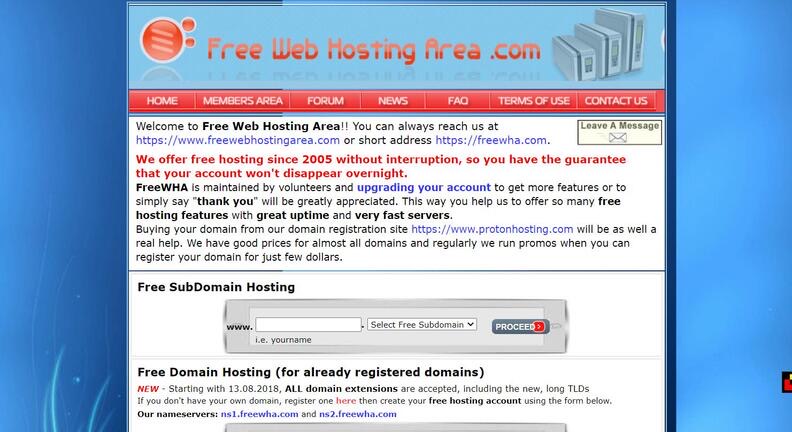 Free Web Hosting Area .com
HOME MEMBERS AREA FORUM NEWS FAQ TERMS OF USE CONTACT US
Welcome to Free Web Hosting Area!! You can always reach us at
https://www.freewebhostingarea.com or short address https://freewha.com.
Leave A Message
We offer free hosting since 2005 without interruption, so you have the guarantee
that your account won't disappear overnight.
FreeWHA is maintained by volunteers and upgrading your account to get more features or to
simply say "thank you" will be greatly appreciated. This way you help us to offer so many free
hosting features with great uptime and very fast servers.
Buying your domain from our domain registration site https://www.protonhosting.com will be as well a
real help. We have good prices for almost all domains and regularly we run promos when you can
register your domain for just few dollars.
Free SubDomain Hosting
www. . Select Free Subdomain PROCEED
i.e. yourname
Free Domain Hosting (for already registered domains)
NEW - Starting with 13.08.2018, ALL domain extensions are accepted, including the new, long TLDs
If you don't have your own domain, register one here then create your free hosting account using the form below.
Our nameservers: ns1.freewha.com and ns2.freewha.com